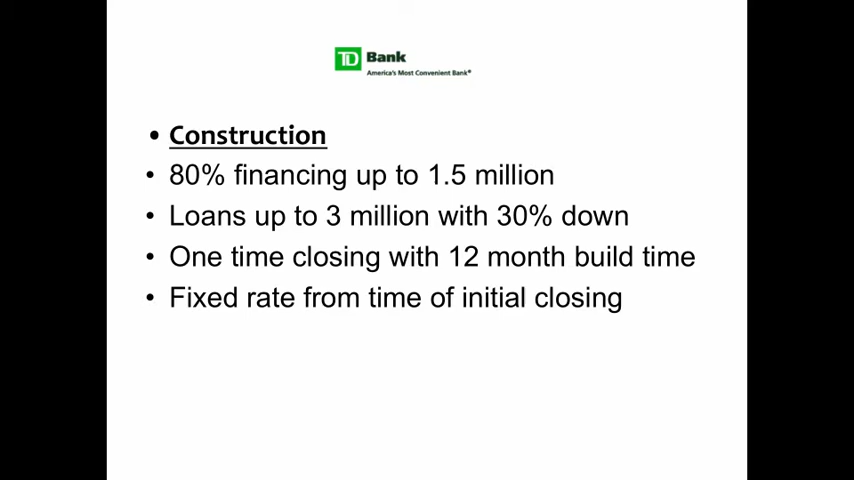 TD Bank
America's Most Convenient Bank®
• Construction
• 80% financing up to 1.5 million
• Loans up to 3 million with 30% down
• One time closing with 12 month build time
• Fixed rate from time of initial closing